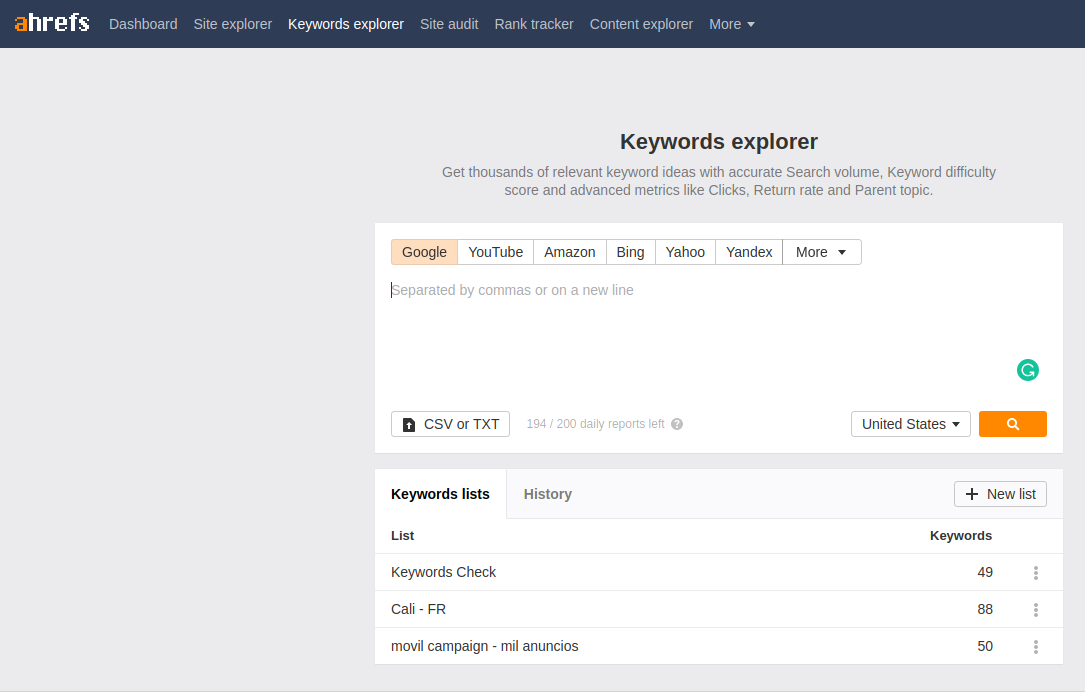 ahrefs Dashboard Site explorer Keywords explorer Site audit Rank tracker Content explorer More
Keywords explorer
Get thousands of relevant keyword ideas with accurate Search volume, Keyword difficulty
score and advanced metrics like Clicks, Return rate and Parent topic.
Google YouTube Amazon Bing Yahoo Yandex More
Separated by commas or on a new line
CSV or TXT 194 / 200 daily reports left ? United States
Keywords lists History New list
List Keywords
Keywords Check 49
Cali - FR 88
movil campaign - mil anuncios 50